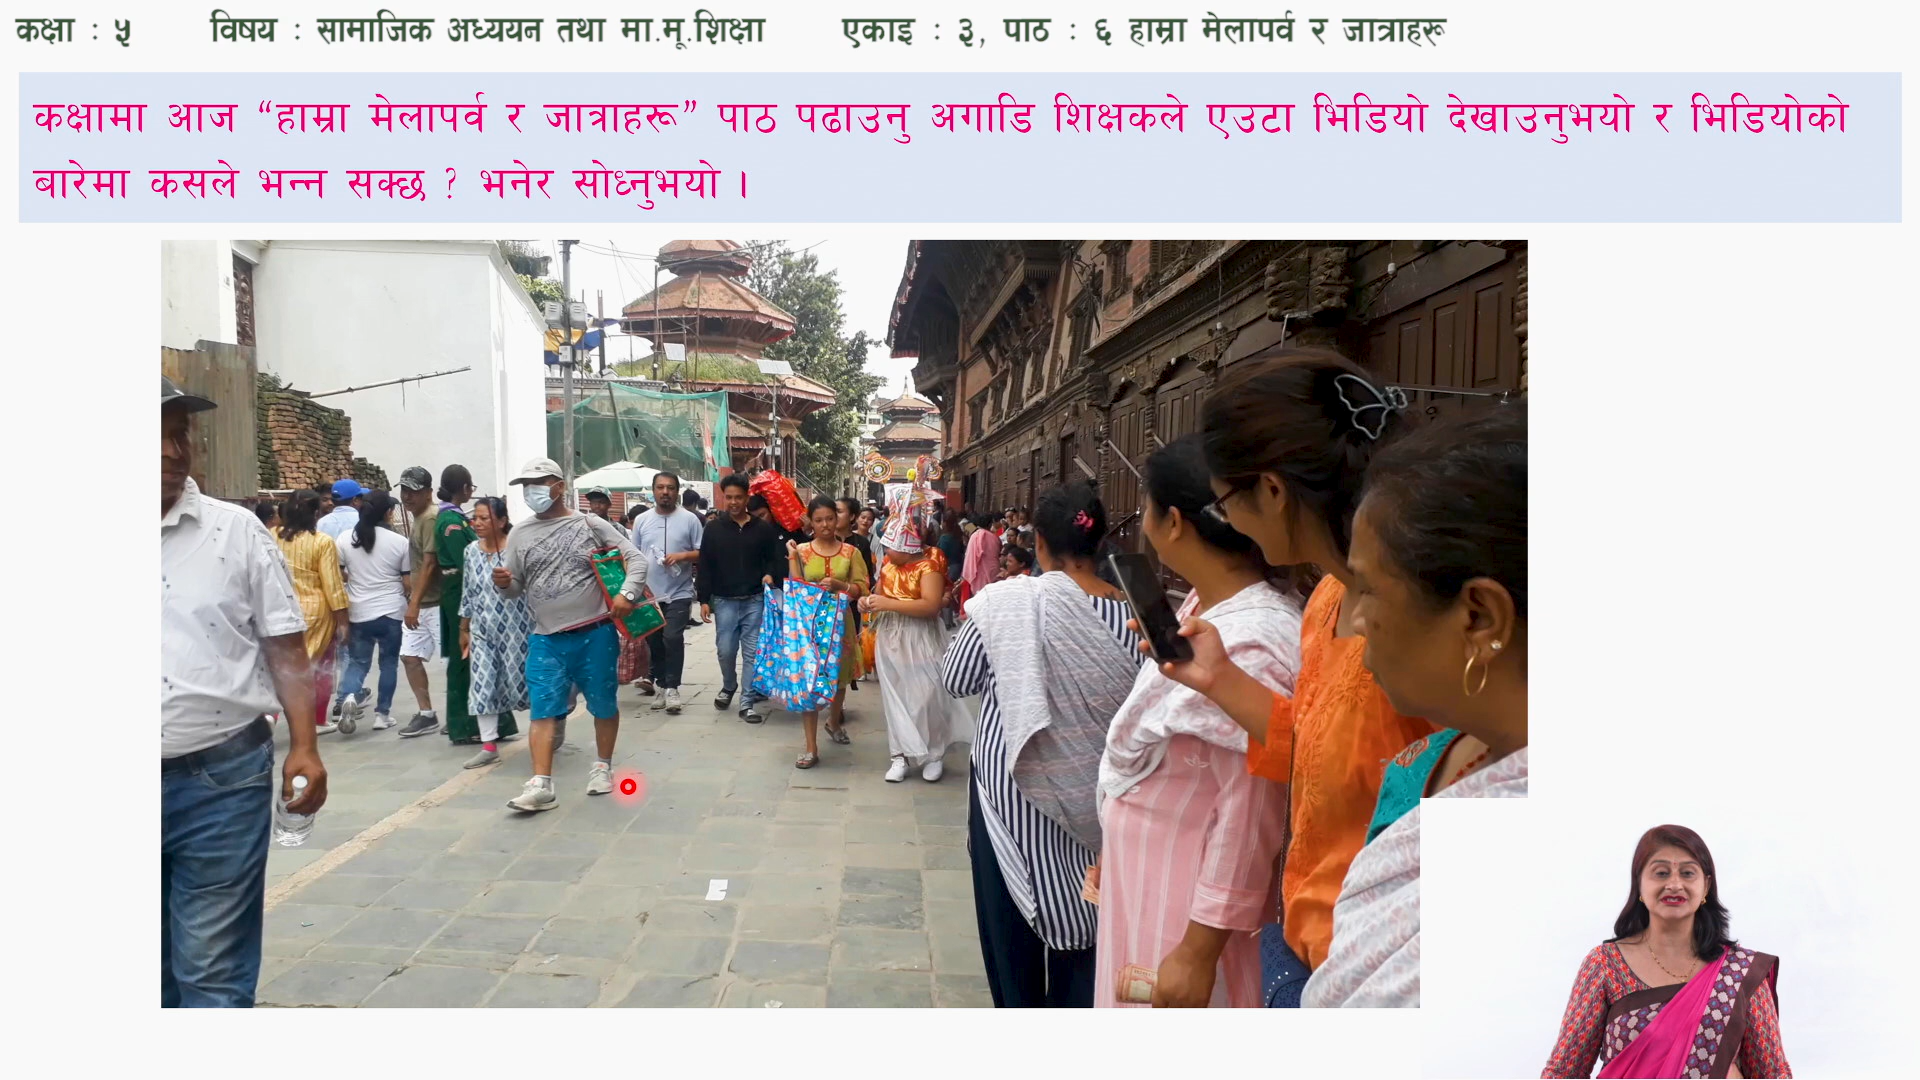 कक्षा : ५ विषय : सामाजिक अध्ययन तथा मा.मू.शिक्षा एकाइ : ३, पाठ : ६ हाम्रा मेलापर्व र जात्राहरू
कक्षामा आज “हाम्रा मेलापर्व र जात्राहरू” पाठ पढाउनु अगाडि शिक्षकले एउटा भिडियो देखाउनुभयो र भिडियोको
बारेमा कसले भन्न सक्छ ? भनेर सोध्नुभयो ।